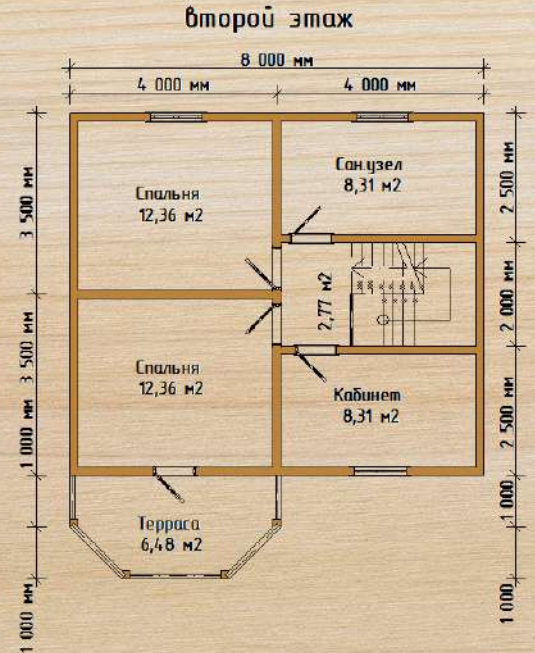 второй этаж
8 000 мм
4 000 мм
4 000 мм
3 500 мм
3 500 мм
1 000 мм
1 000 мм
Спальня
12,36 м2
Сан.узел
8,31 м2
2,77 м2
Спальня
12,36 м2
Кабинет
8,31 м2
Терраса
6,48 м2
2 500 мм
2 000 мм
2 500 мм
1 000
1 000